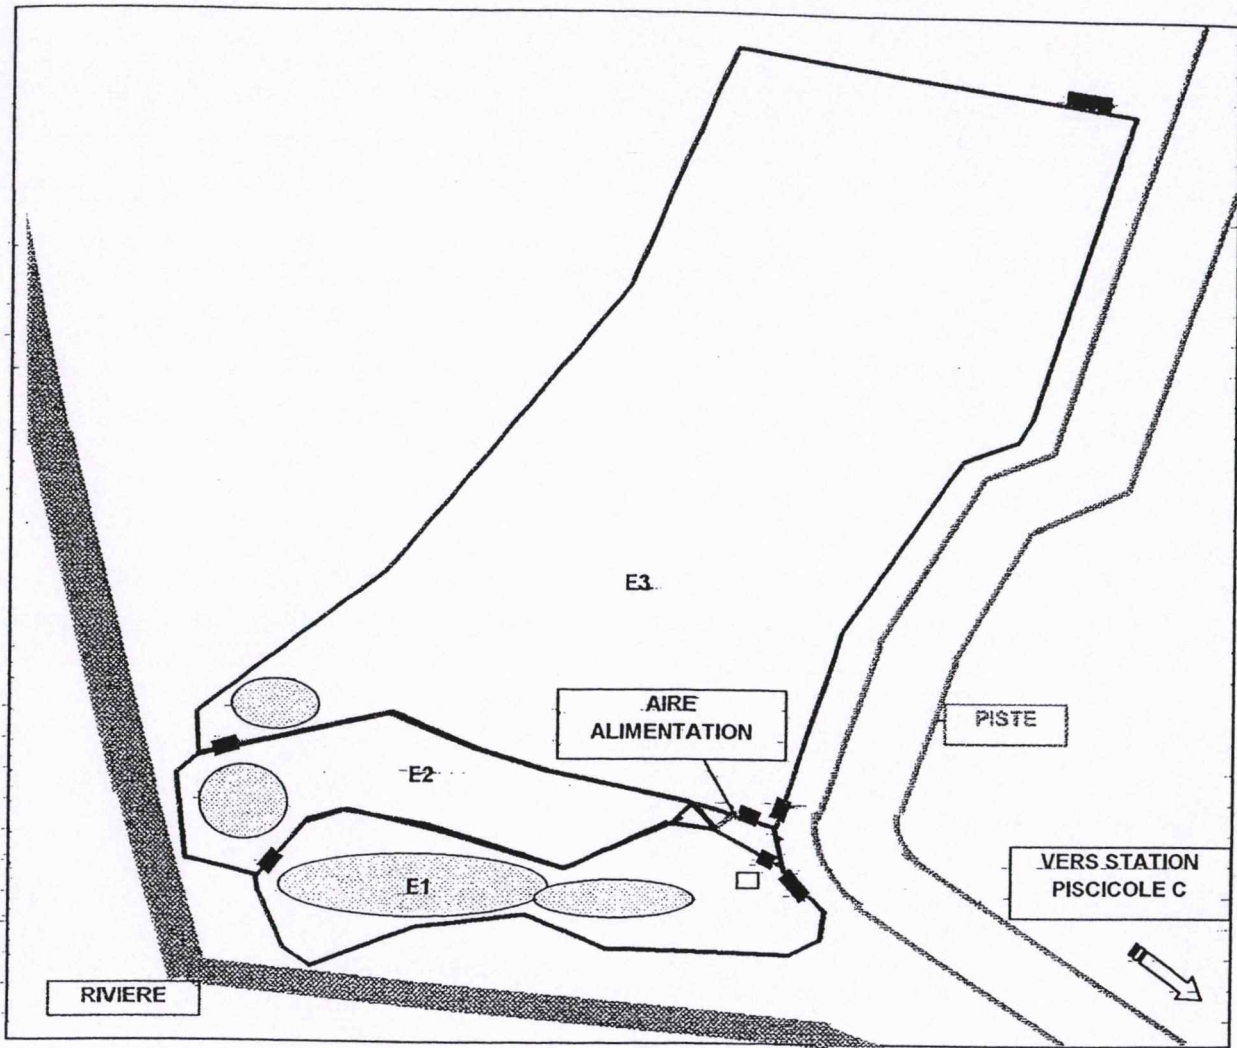 E3
AIRE
ALIMENTATION
PISTE
E2
E1
VERS STATION
PISCICOLE C
RIVIERE